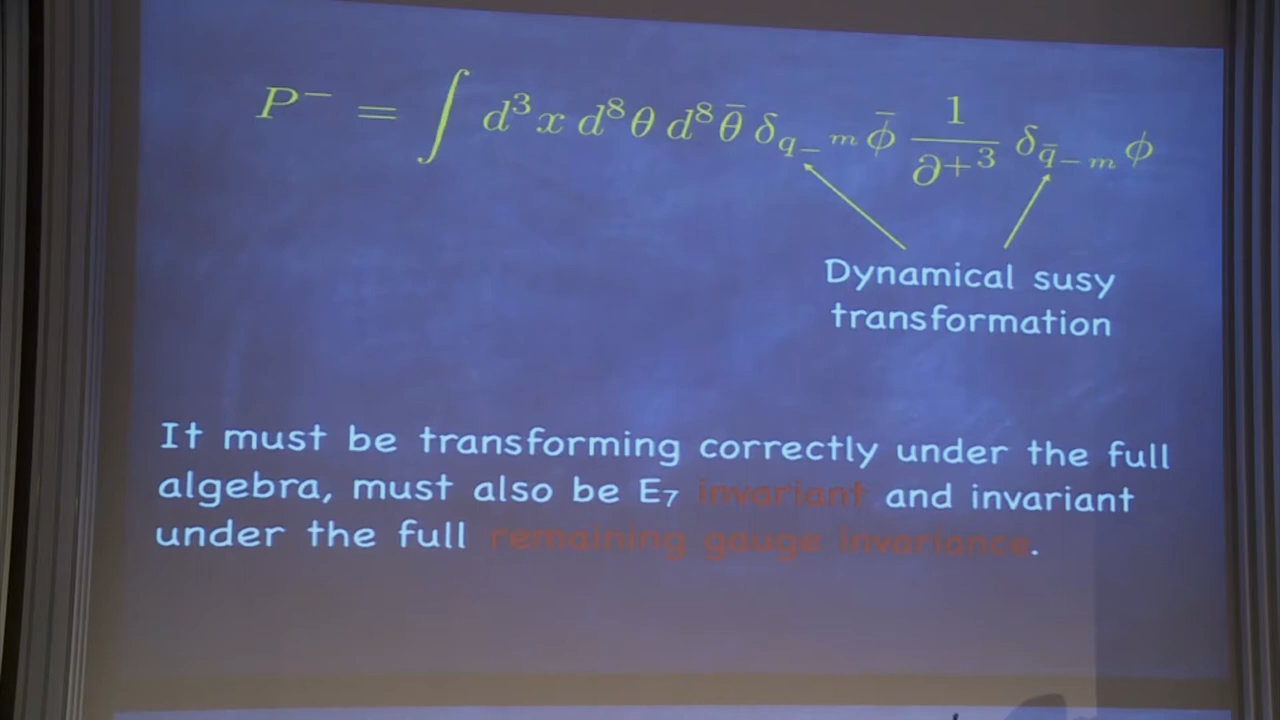 P⁻ = ∫ d³x d⁸θ d⁸θ̄ δ_{q₋ m} ϕ̄ 1/∂⁺³ δ_{q̄₋ m} ϕ
Dynamical susy
transformation
It must be transforming correctly under the full
algebra, must also be E₇ invariant and invariant
under the full remaining gauge invariance.